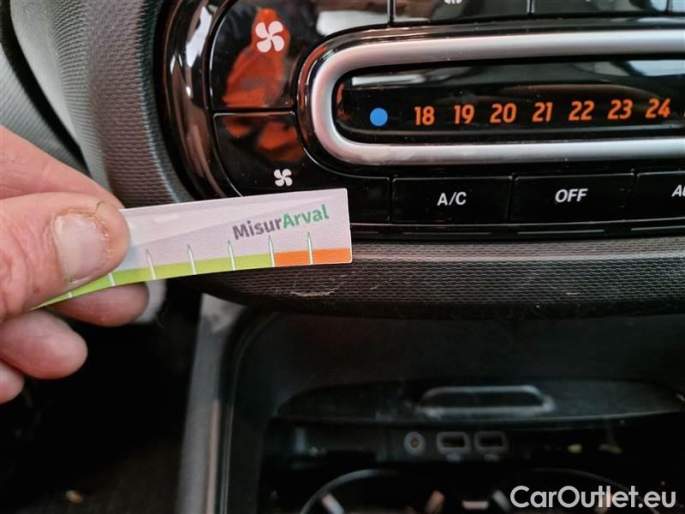 18 19 20 21 22 23 24
A/C OFF
MisurArval
CarOutlet.eu